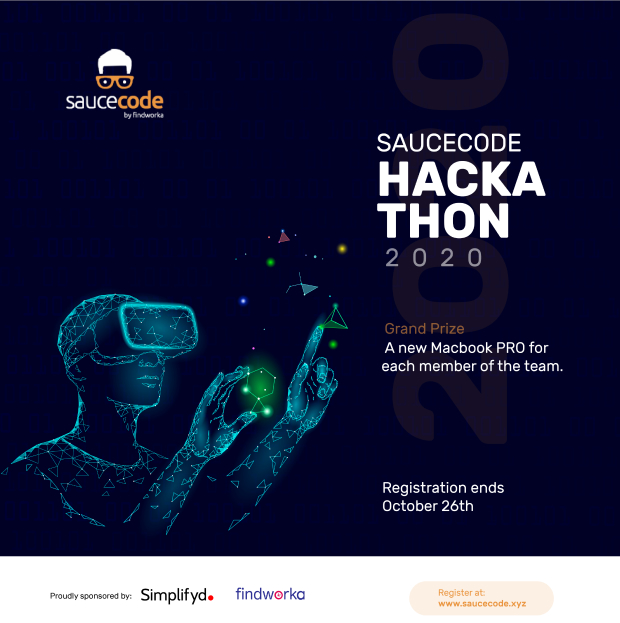 saucecode
by findworka
2020
SAUCECODE
HACKA
THON
2020
Grand Prize
A new Macbook PRO for
each member of the team.
Registration ends
October 26th
Proudly sponsored by:
Simplifyd.
findworka
Register at:
www.saucecode.xyz